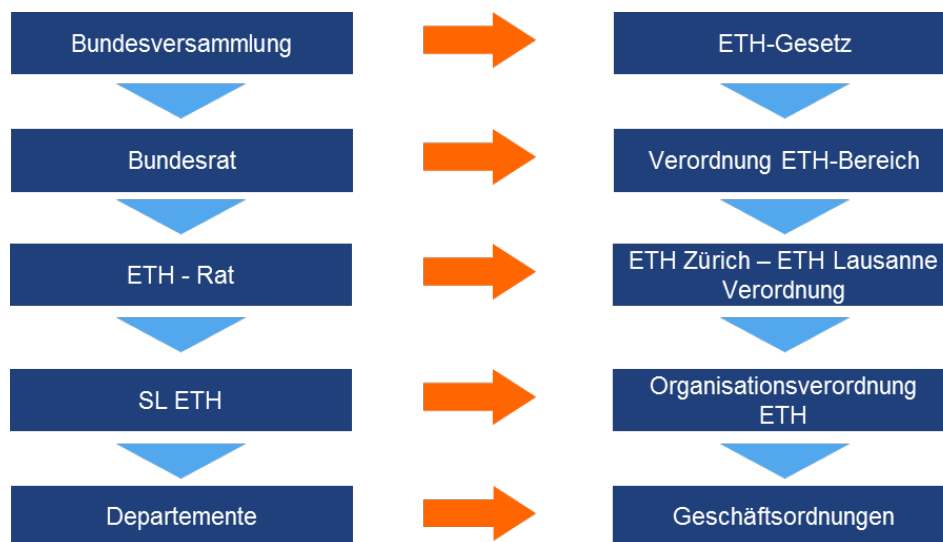 Bundesversammlung
ETH-Gesetz
Bundesrat
Verordnung ETH-Bereich
ETH - Rat
ETH Zürich – ETH Lausanne
Verordnung
SL ETH
Organisationsverordnung
ETH
Departemente
Geschäftsordnungen